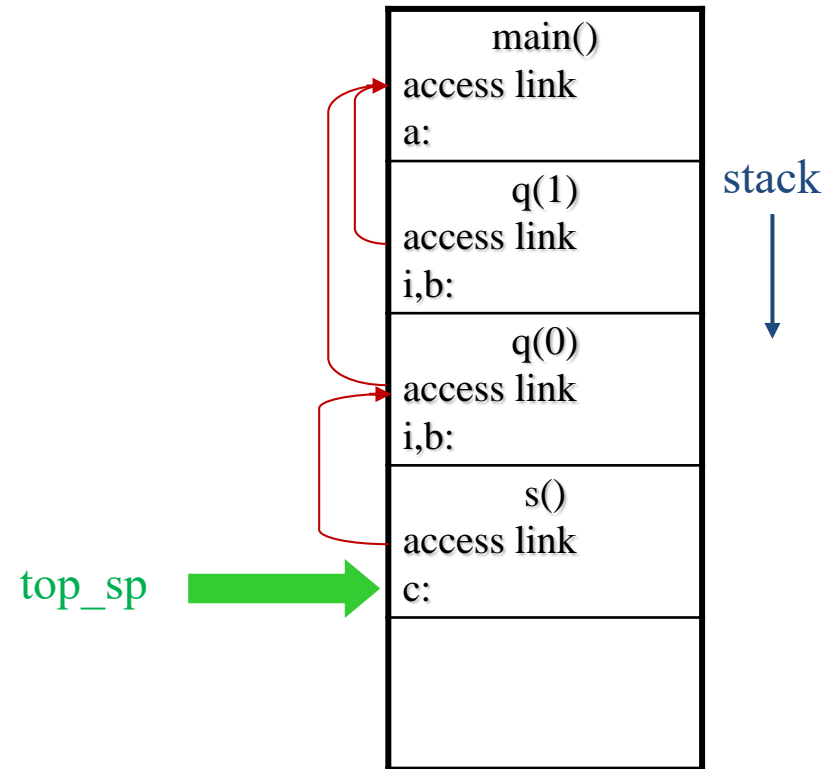 main()
access link
a:
stack
q(1)
access link
i,b:
q(0)
access link
i,b:
s()
access link
top_sp
c: